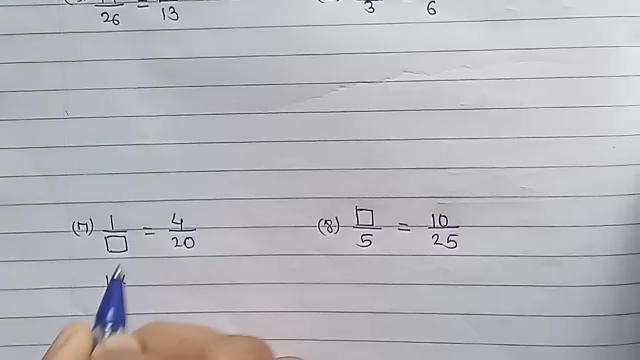 26 = 13
3 6
(7) 1/□ = 4/20
(8) □/5 = 10/25